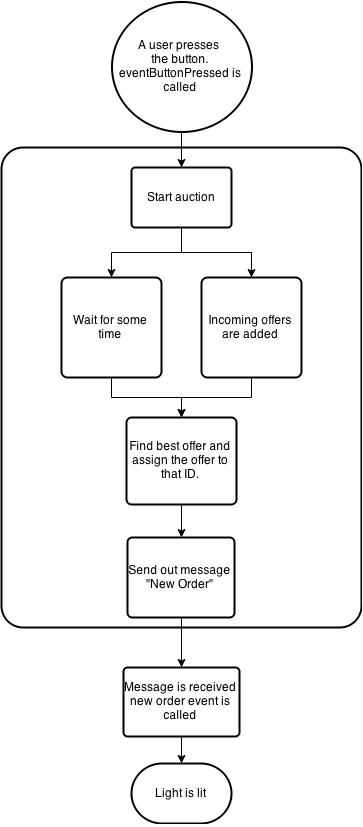 A user presses
the button.
eventButtonPressed is
called
Start auction
Wait for some
time
Incoming offers
are added
Find best offer and
assign the offer to
that ID.
Send out message
"New Order"
Message is received
new order event is
called
Light is lit